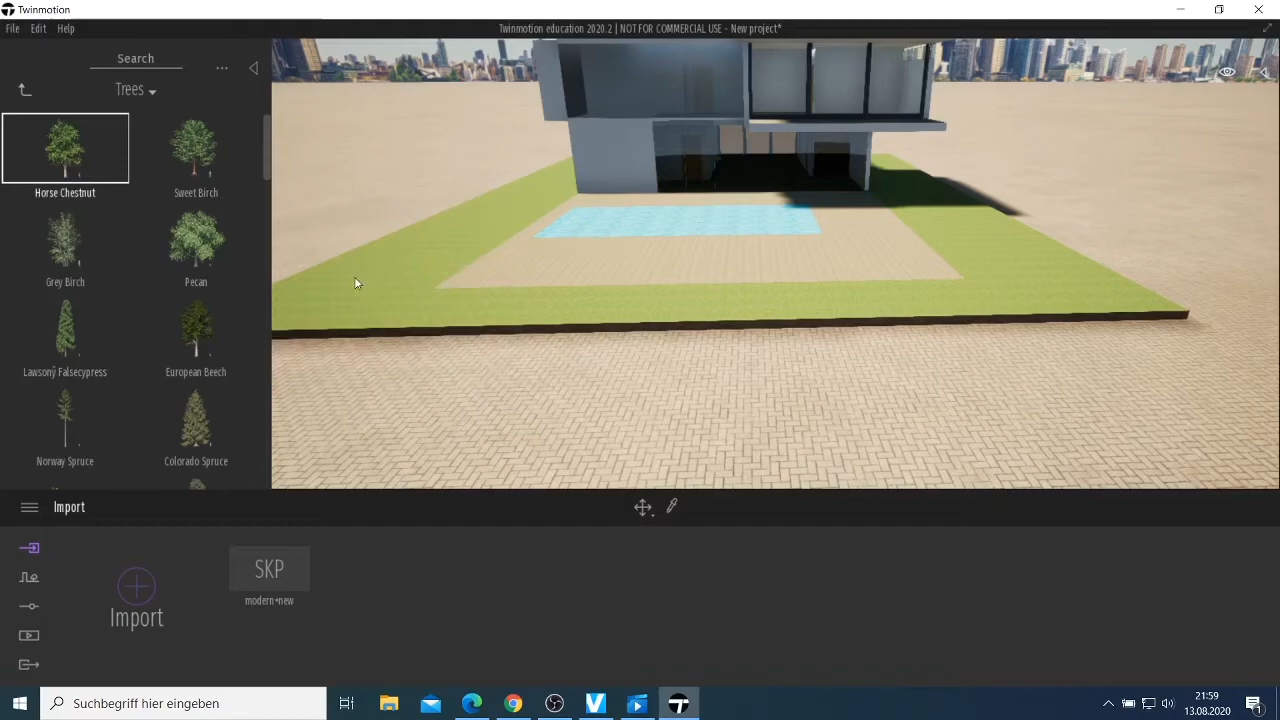 Twinmotion
File Edit Help
Twinmotion education 2020.2 | NOT FOR COMMERCIAL USE - New project*
Search
Trees
Horse Chestnut
Sweet Birch
Grey Birch
Pecan
Lawsony Falsecypress
European Beech
Norway Spruce
Colorado Spruce
Import
SKP
Import
modern+new
Suchbegriff hier eingeben
21:59
13.08.2020